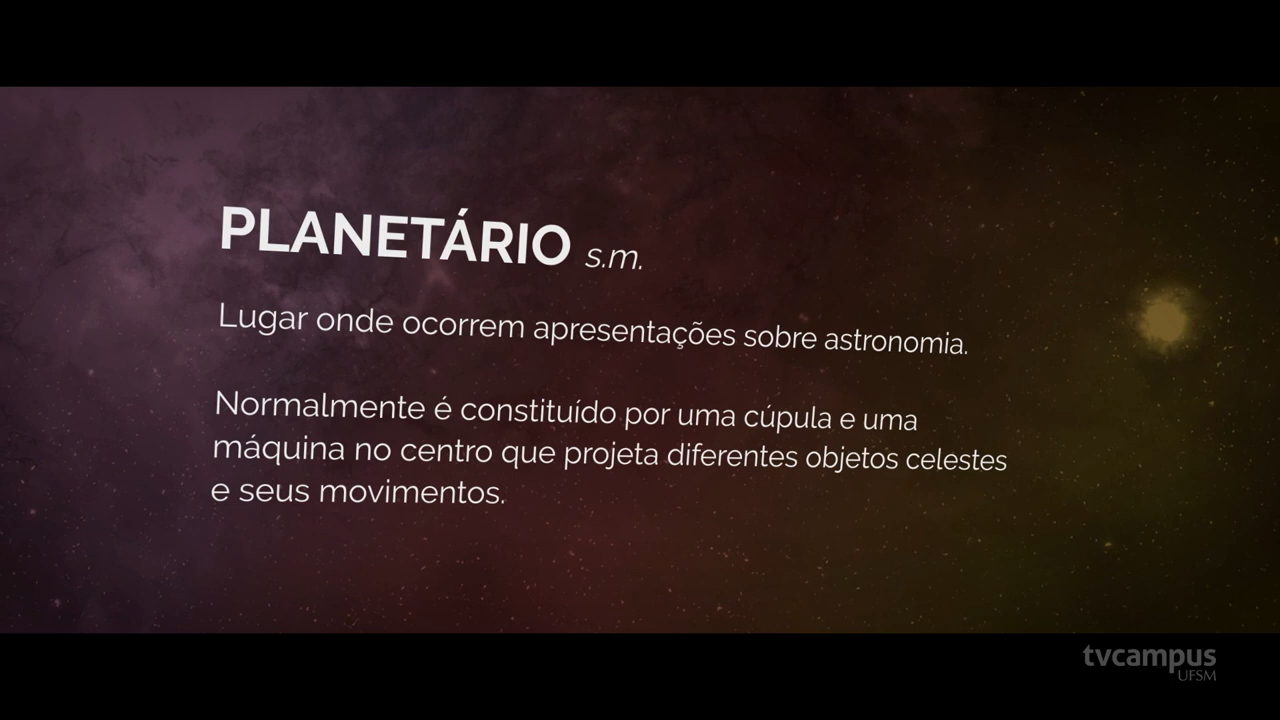 PLANETÁRIO s.m.
Lugar onde ocorrem apresentações sobre astronomia.
Normalmente é constituído por uma cúpula e uma
máquina no centro que projeta diferentes objetos celestes
e seus movimentos.
tvcampus
UFSM